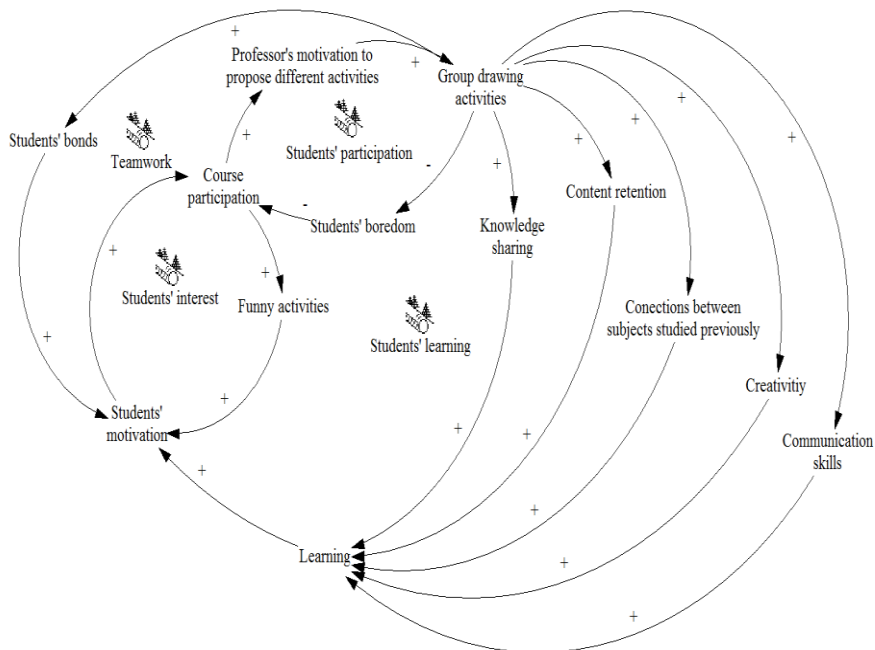 +
Professor's motivation to
propose different activities
+
Group drawing
activities
+
+
+
+
Students' bonds
Teamwork
+
Students' participation
Course
participation
-
+
Content retention
-
Students' boredom
Knowledge
sharing
+
+
Students' interest
Funny activities
Conections between
subjects studied previously
+
Students' learning
Creativitiy
+
Students'
motivation
+
+
Communication
skills
+
+
Learning
+
+
+